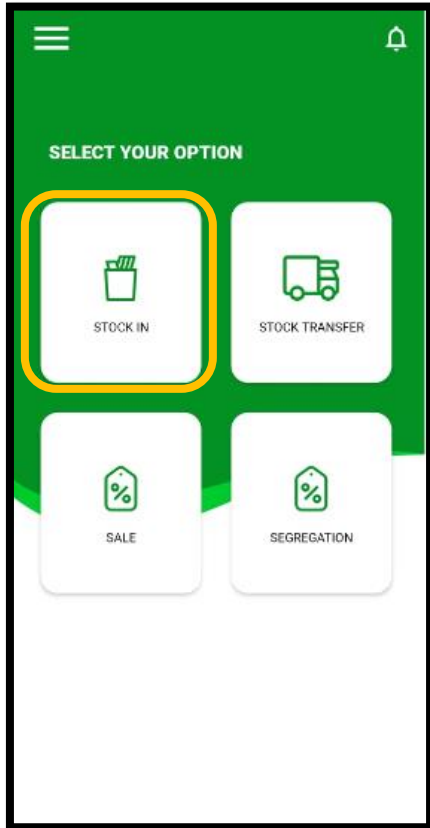 SELECT YOUR OPTION
STOCK IN
STOCK TRANSFER
SALE
SEGREGATION